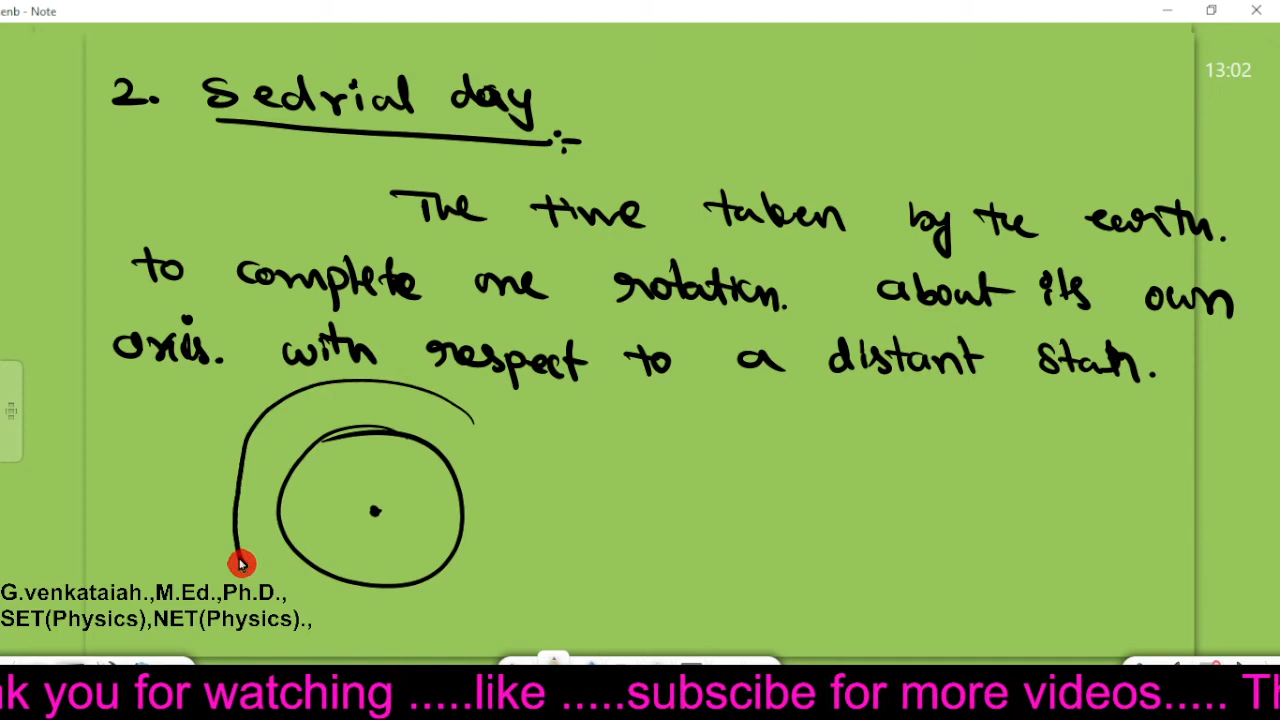 enb - Note
13:02
2. Sedrial day :-
The time taken by the earth.
to complete one rotation. about its own
axis. with respect to a distant star.
G.venkataiah.,M.Ed.,Ph.D.,
SET(Physics),NET(Physics).,
nk you for watching .....like .....subscibe for more videos..... Th